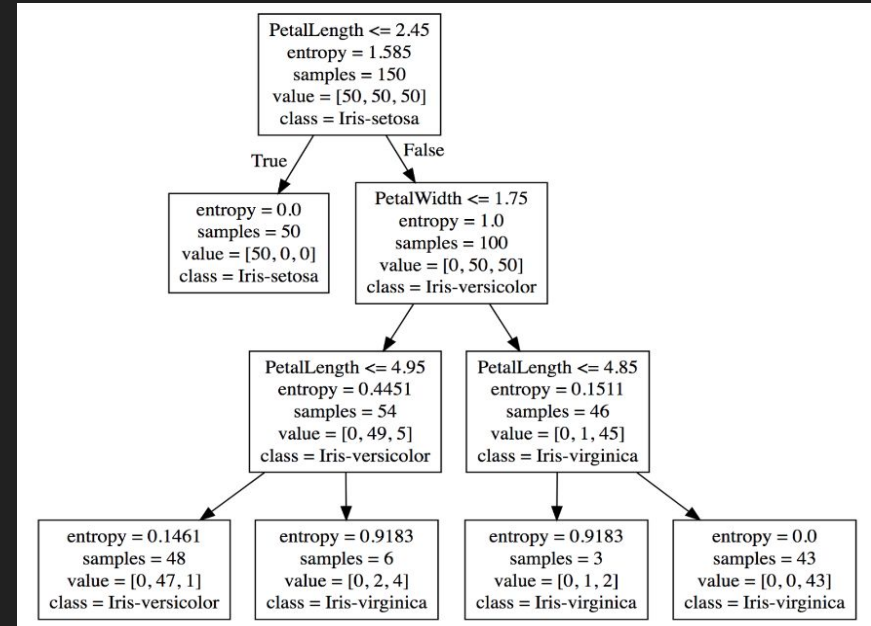 PetalLength <= 2.45
entropy = 1.585
samples = 150
value = [50, 50, 50]
class = Iris-setosa
True
False
entropy = 0.0
samples = 50
value = [50, 0, 0]
class = Iris-setosa
PetalWidth <= 1.75
entropy = 1.0
samples = 100
value = [0, 50, 50]
class = Iris-versicolor
PetalLength <= 4.95
entropy = 0.4451
samples = 54
value = [0, 49, 5]
class = Iris-versicolor
PetalLength <= 4.85
entropy = 0.1511
samples = 46
value = [0, 1, 45]
class = Iris-virginica
entropy = 0.1461
samples = 48
value = [0, 47, 1]
class = Iris-versicolor
entropy = 0.9183
samples = 6
value = [0, 2, 4]
class = Iris-virginica
entropy = 0.9183
samples = 3
value = [0, 1, 2]
class = Iris-virginica
entropy = 0.0
samples = 43
value = [0, 0, 43]
class = Iris-virginica